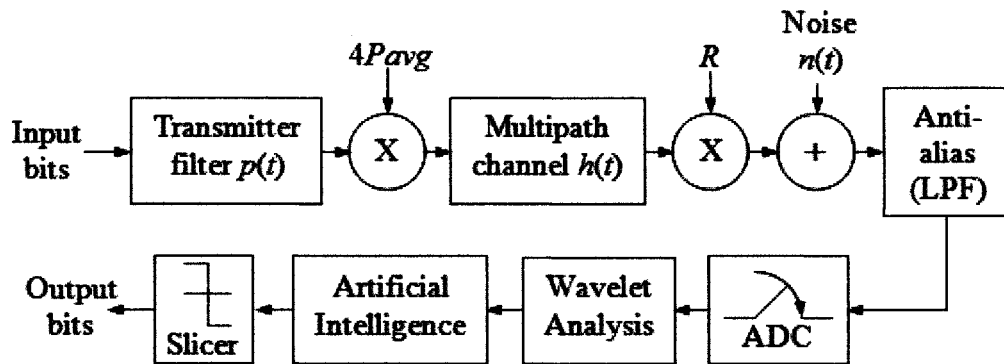 Input
bits
Transmitter
filter p(t)
4Pavg
X
Multipath
channel h(t)
R
X
Noise
n(t)
+
Anti-
alias
(LPF)
ADC
Wavelet
Analysis
Artificial
Intelligence
Slicer
Output
bits